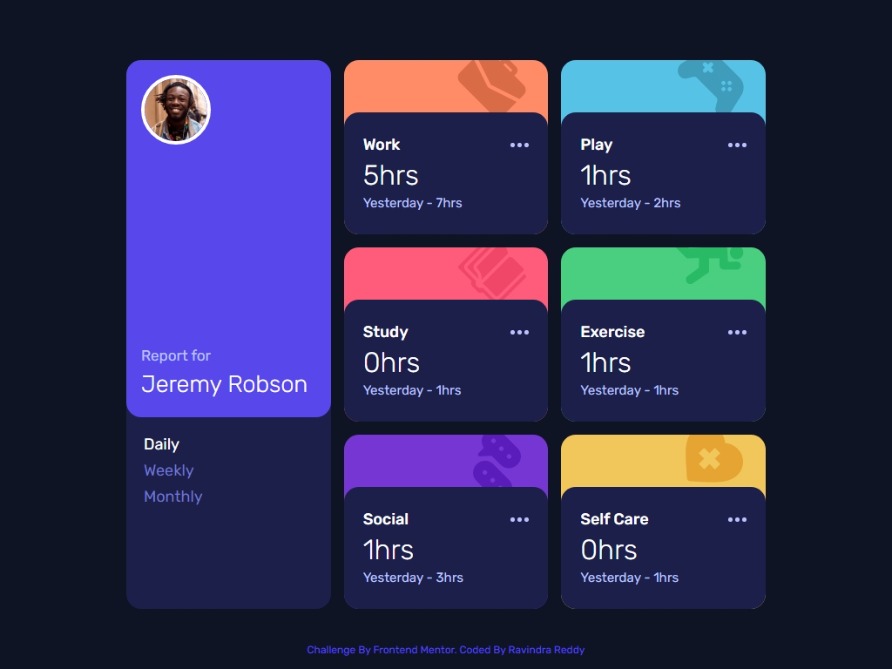 Report for
Jeremy Robson
Daily
Weekly
Monthly
Work
5hrs
Yesterday - 7hrs
Play
1hrs
Yesterday - 2hrs
Study
0hrs
Yesterday - 1hrs
Exercise
1hrs
Yesterday - 1hrs
Social
1hrs
Yesterday - 3hrs
Self Care
0hrs
Yesterday - 1hrs
Challenge By Frontend Mentor. Coded By Ravindra Reddy